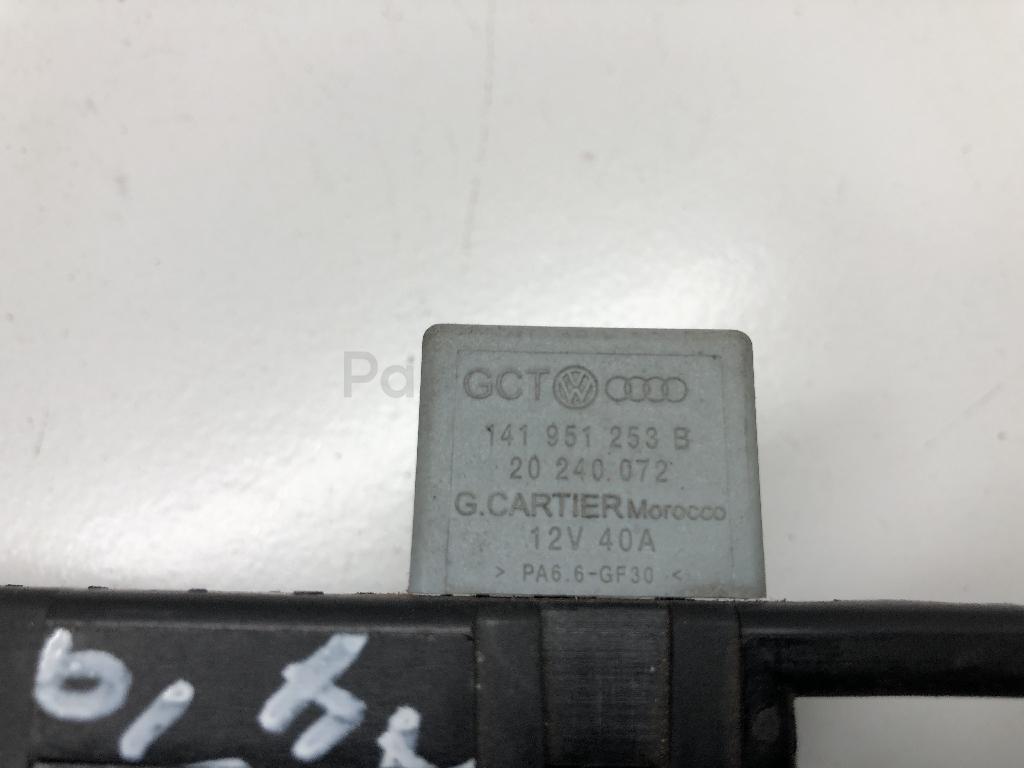 GCT
141 951 253 B
20 240.072
G.CARTIER Morocco
12V 40A
> PA6.6-GF30 <